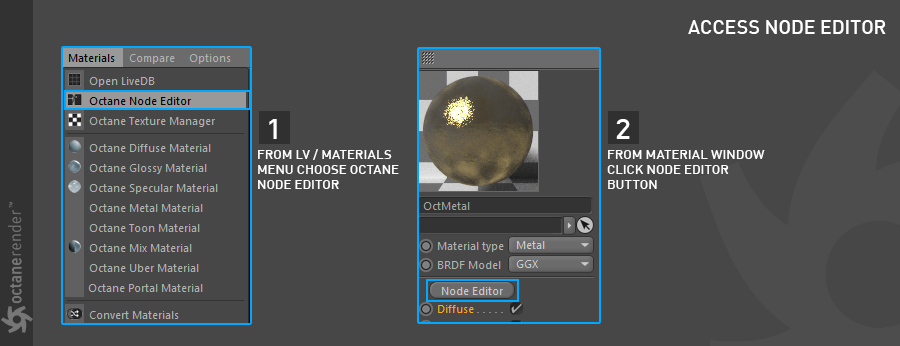 ACCESS NODE EDITOR
Materials Compare Options
Open LiveDB
Octane Node Editor
Octane Texture Manager
Octane Diffuse Material
Octane Glossy Material
Octane Specular Material
Octane Metal Material
Octane Toon Material
Octane Mix Material
Octane Uber Material
Octane Portal Material
Convert Materials
1
FROM LV / MATERIALS
MENU CHOOSE OCTANE
NODE EDITOR
OctMetal
Material type Metal
BRDF Model GGX
Node Editor
Diffuse . . . . .
2
FROM MATERIAL WINDOW
CLICK NODE EDITOR
BUTTON
octanerender™